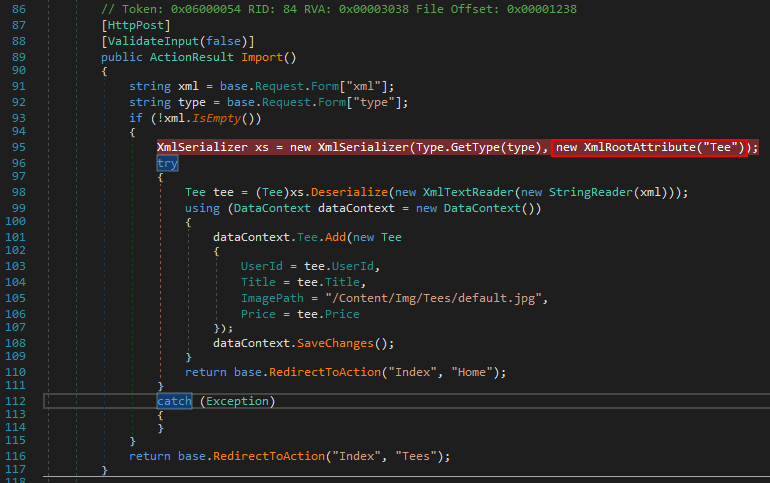 86 // Token: 0x06000054 RID: 84 RVA: 0x00003038 File Offset: 0x00001238
87 [HttpPost]
88 [ValidateInput(false)]
89 public ActionResult Import()
90 {
91 string xml = base.Request.Form["xml"];
92 string type = base.Request.Form["type"];
93 if (!xml.IsEmpty())
94 {
95 XmlSerializer xs = new XmlSerializer(Type.GetType(type), new XmlRootAttribute("Tee"));
96 try
97 {
98 Tee tee = (Tee)xs.Deserialize(new XmlTextReader(new StringReader(xml)));
99 using (DataContext dataContext = new DataContext())
100 {
101 dataContext.Tee.Add(new Tee
102 {
103 UserId = tee.UserId,
104 Title = tee.Title,
105 ImagePath = "/Content/Img/Tees/default.jpg",
106 Price = tee.Price
107 });
108 dataContext.SaveChanges();
109 }
110 return base.RedirectToAction("Index", "Home");
111 }
112 catch (Exception)
113 {
114 }
115 }
116 return base.RedirectToAction("Index", "Tees");
117 }
118